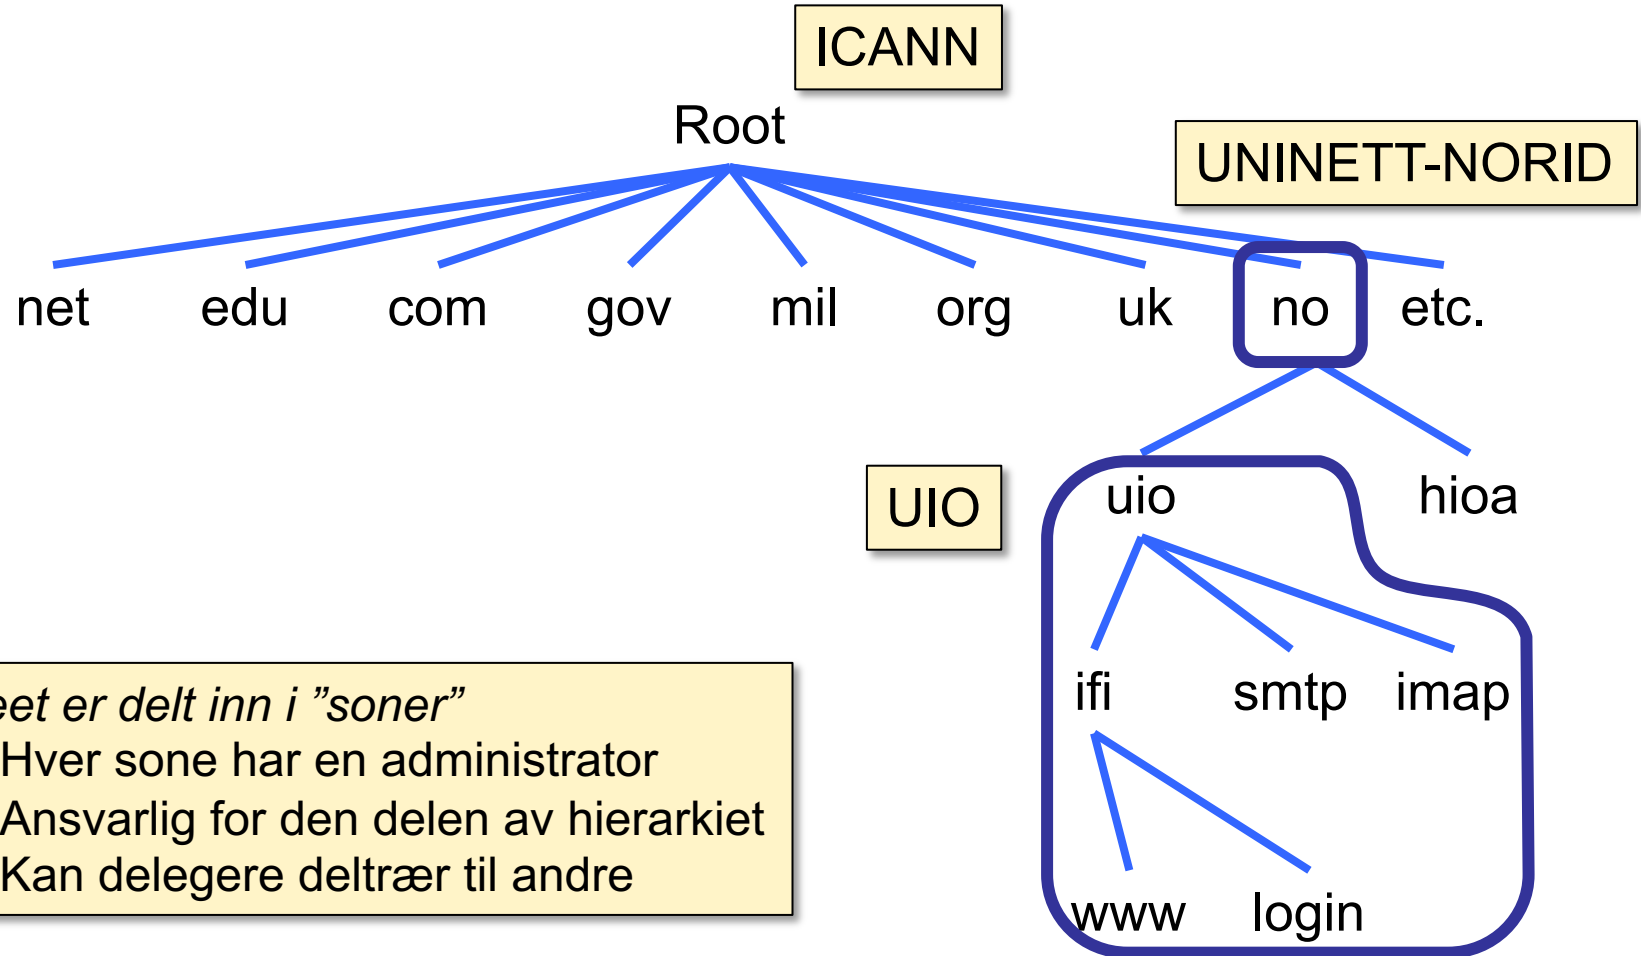 ICANN
Root
UNINETT-NORID
net edu com gov mil org uk no etc.
UIO
uio hioa
ifi smtp imap
eet er delt inn i ”soner”
Hver sone har en administrator
Ansvarlig for den delen av hierarkiet
Kan delegere deltrær til andre
www login